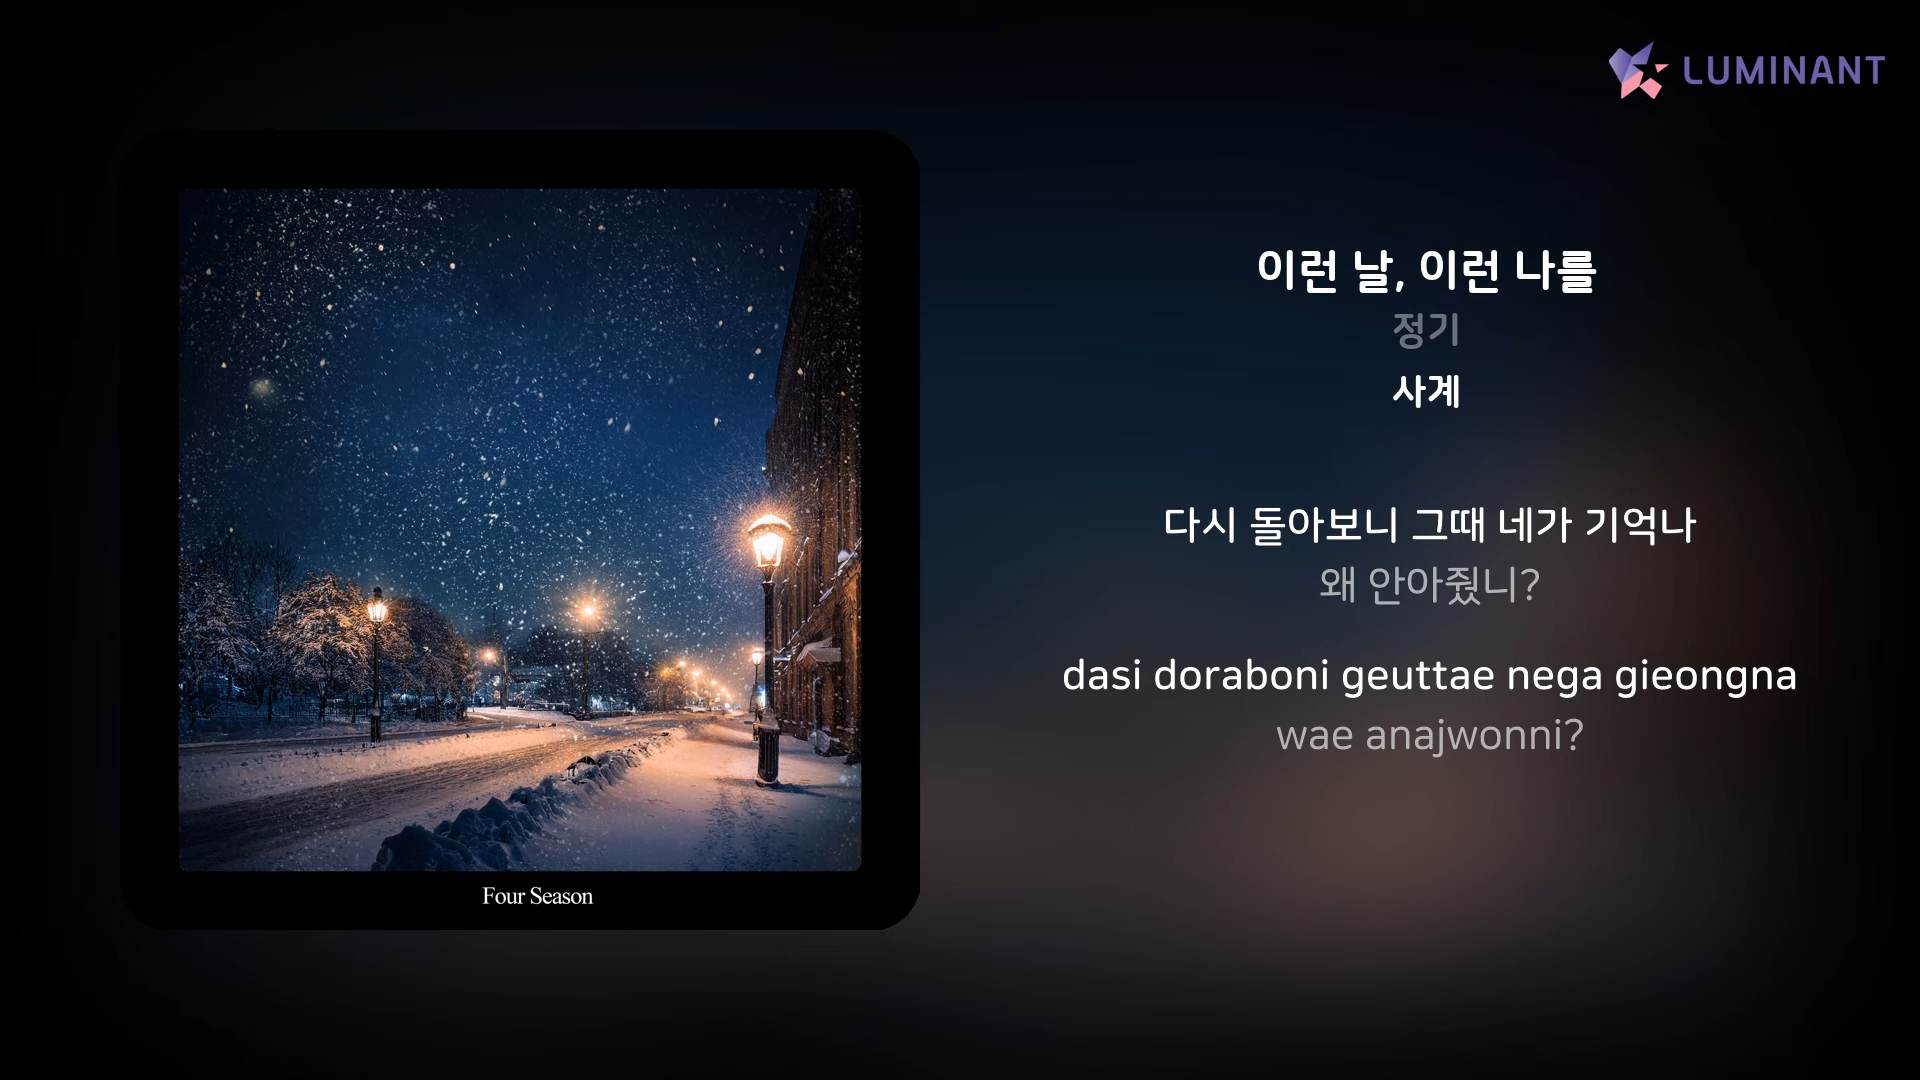 LUMINANT
이런 날, 이런 나를
정기
사계
다시 돌아보니 그때 네가 기억나
왜 안아줬니?
dasi doraboni geuttae nega gieongna
wae anajwonni?
Four Season